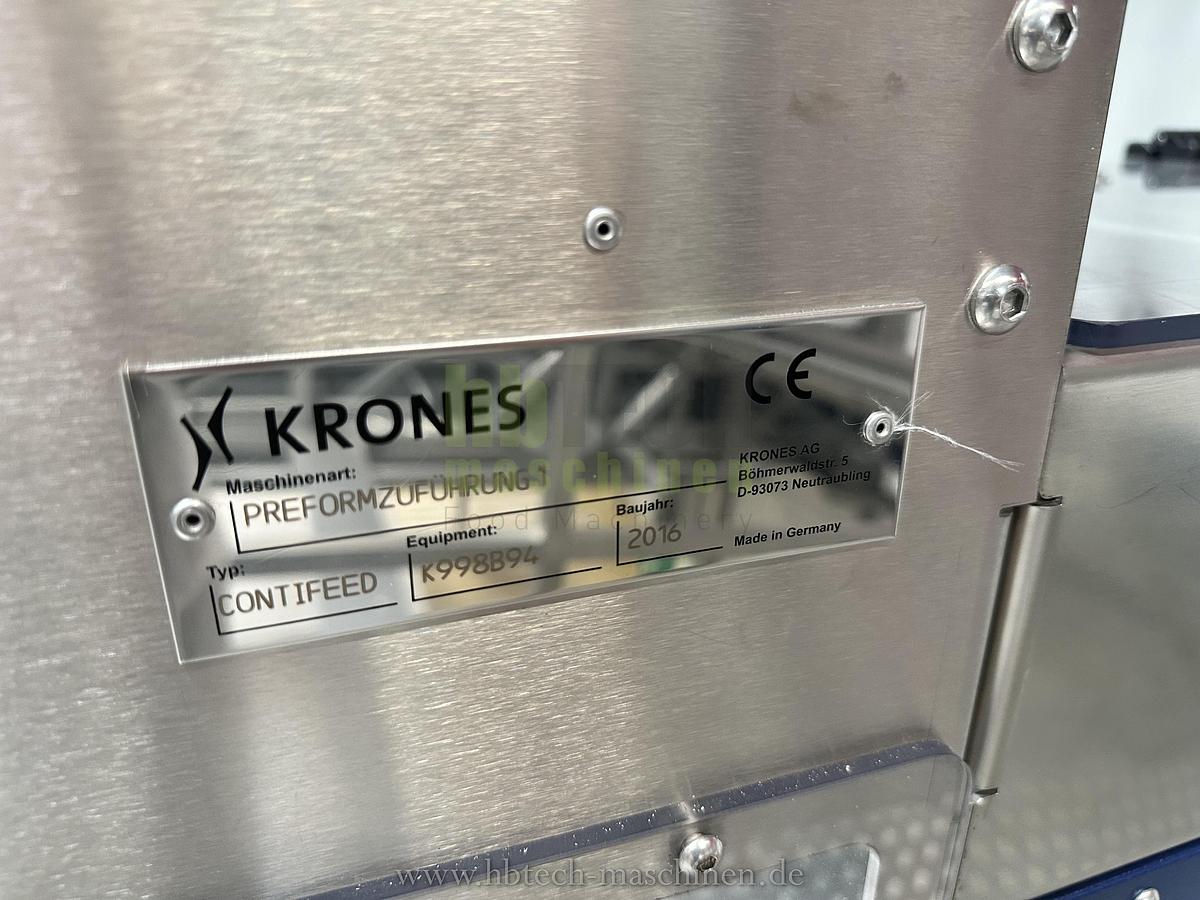 KRONES
CE
Maschinenart:
PREFORMZUFÜHRUNG
Typ:
CONTIFEED
Equipment:
K998B94
Baujahr:
2016
KRONES AG
Böhmerwaldstr. 5
D-93073 Neutraubling
Made in Germany
hbTech
maschinen
Food Machinery
www.hbtech-maschinen.de